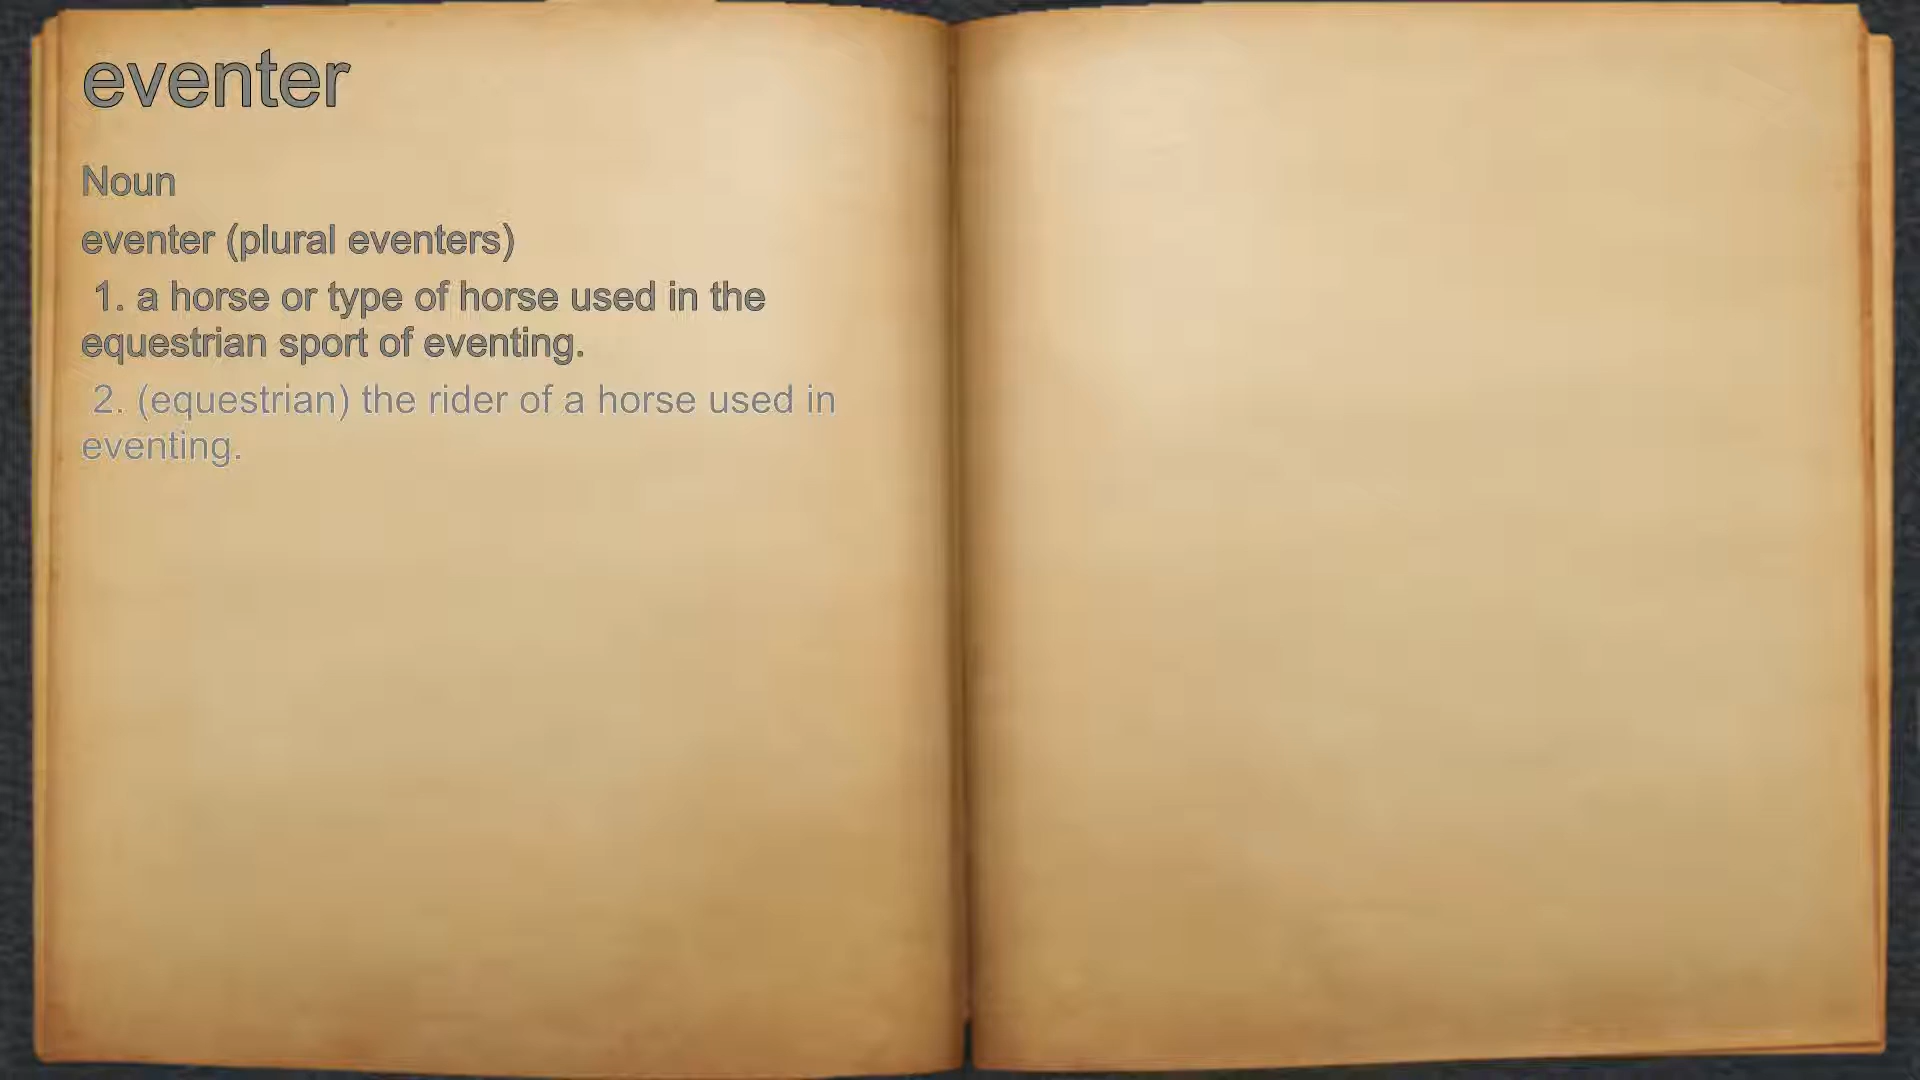 eventer
Noun
eventer (plural eventers)
1. a horse or type of horse used in the
equestrian sport of eventing.
2. (equestrian) the rider of a horse used in
eventing.